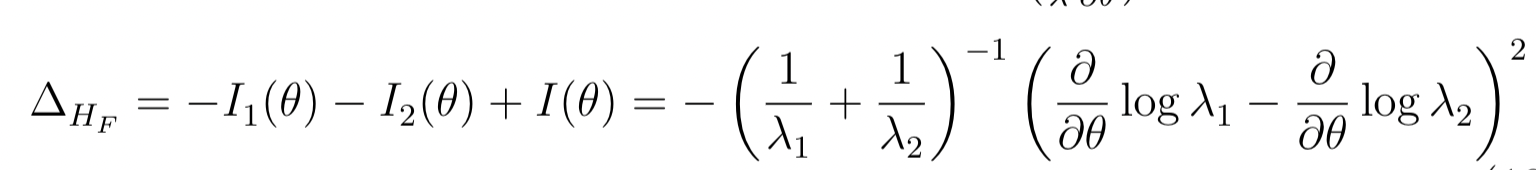 Δ_{H_F} = −I_1(θ) − I_2(θ) + I(θ) = − (1/λ_1 + 1/λ_2)^{−1} (∂/∂θ log λ_1 − ∂/∂θ log λ_2)^2